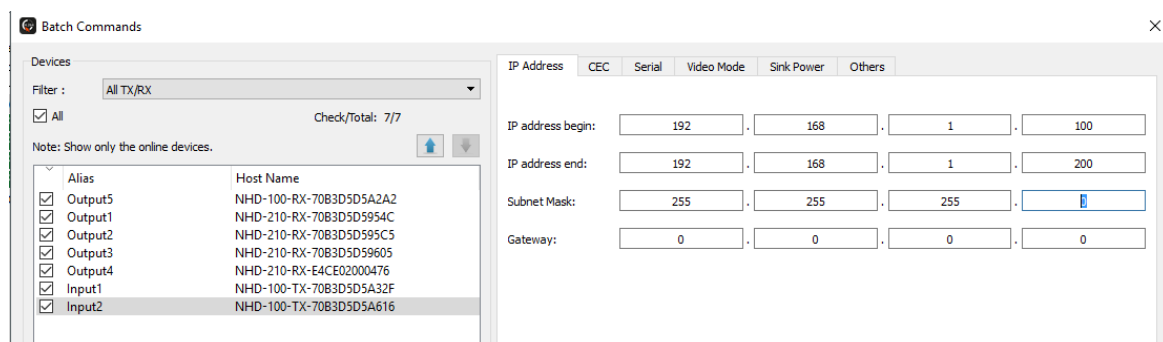 Batch Commands
Devices
Filter : All TX/RX
All Check/Total: 7/7
Note: Show only the online devices.
Alias Host Name
Output5 NHD-100-RX-70B3D5D5A2A2
Output1 NHD-210-RX-70B3D5D5954C
Output2 NHD-210-RX-70B3D5D595C5
Output3 NHD-210-RX-70B3D5D59605
Output4 NHD-210-RX-E4CE02000476
Input1 NHD-100-TX-70B3D5D5A32F
Input2 NHD-100-TX-70B3D5D5A616
IP Address CEC Serial Video Mode Sink Power Others
IP address begin: 192 . 168 . 1 . 100
IP address end: 192 . 168 . 1 . 200
Subnet Mask: 255 . 255 . 255 . 0
Gateway: 0 . 0 . 0 . 0